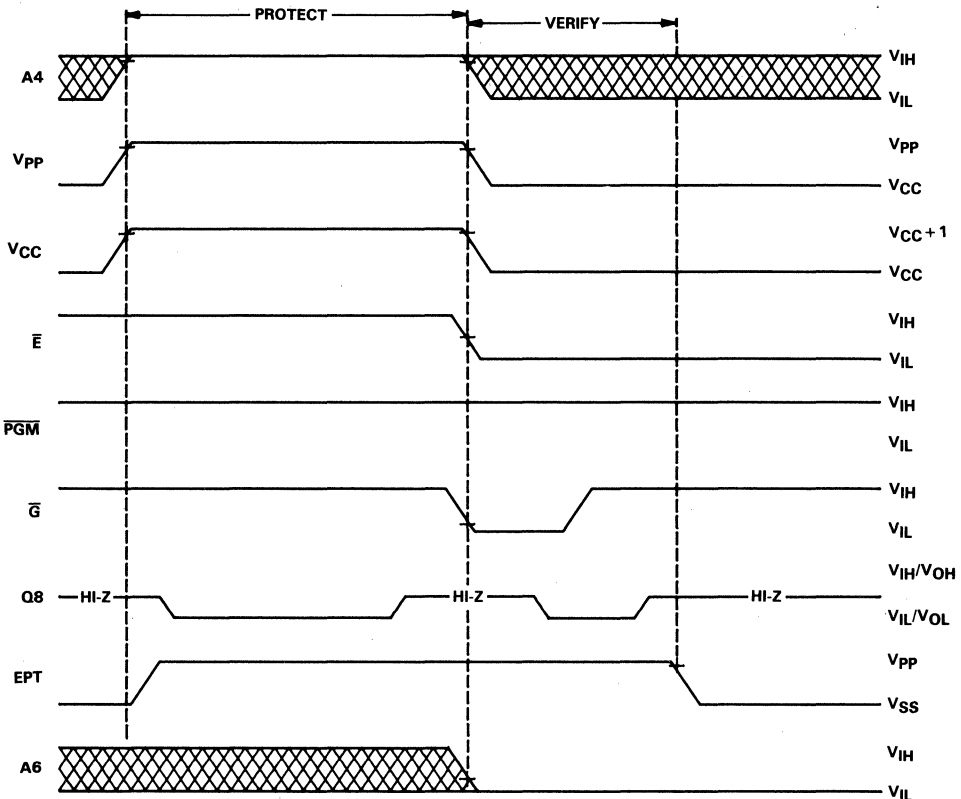 PROTECT
VERIFY
A4
VIH
VIL
VPP
VPP
VCC
VCC
VCC + 1
VCC
E̅
VIH
VIL
P̅G̅M̅
VIH
VIL
G̅
VIH
VIL
Q8
HI-Z
HI-Z
HI-Z
VIH/VOH
VIL/VOL
EPT
VPP
VSS
A6
VIH
VIL